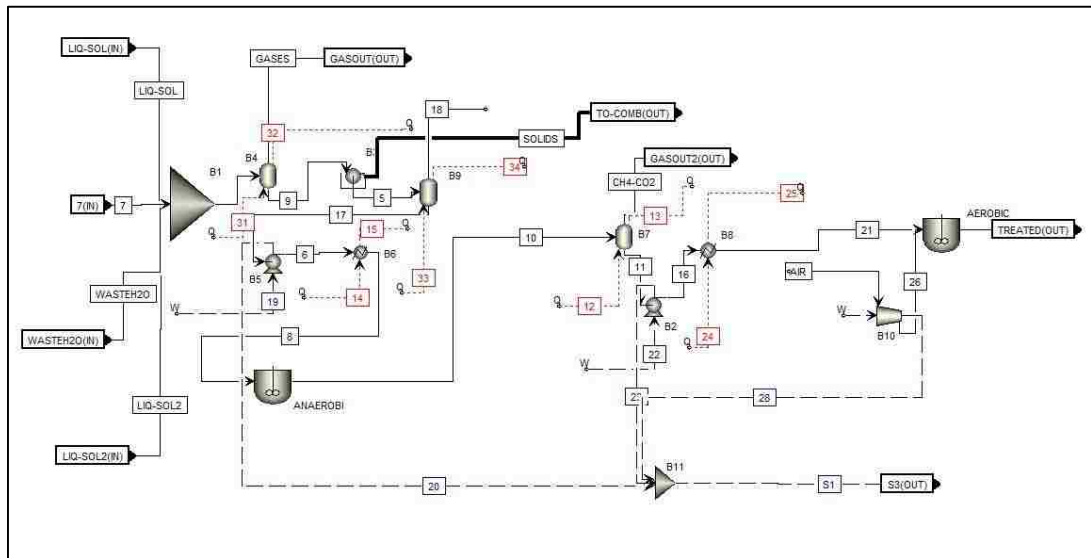 LIQ-SOL(IN)
GASES
GASOUT(OUT)
LIQ-SOL
18
TO-COMB(OUT)
32
Q
SOLIDS
B4
B1
B9
34
Q
GASOUT2(OUT)
CH4-CO2
9
5
7(IN)
7
17
31
Q
15
Q
13
Q
25
Q
B7
B8
AEROBIC
10
21
TREATED(OUT)
6
B6
B5
33
11
16
AIR
26
WASTEH2O
19
14
Q
Q
12
Q
B2
24
Q
W
W
B10
WASTEH2O(IN)
8
22
W
ANAEROBI
28
LIQ-SOL2
LIQ-SOL2(IN)
B11
20
S1
S3(OUT)